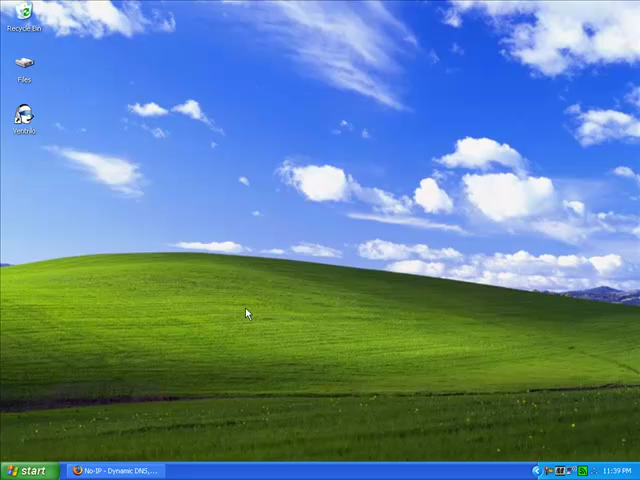 Recycle Bin
Files
Ventrilo
start
No-IP - Dynamic DNS,...
11:39 PM